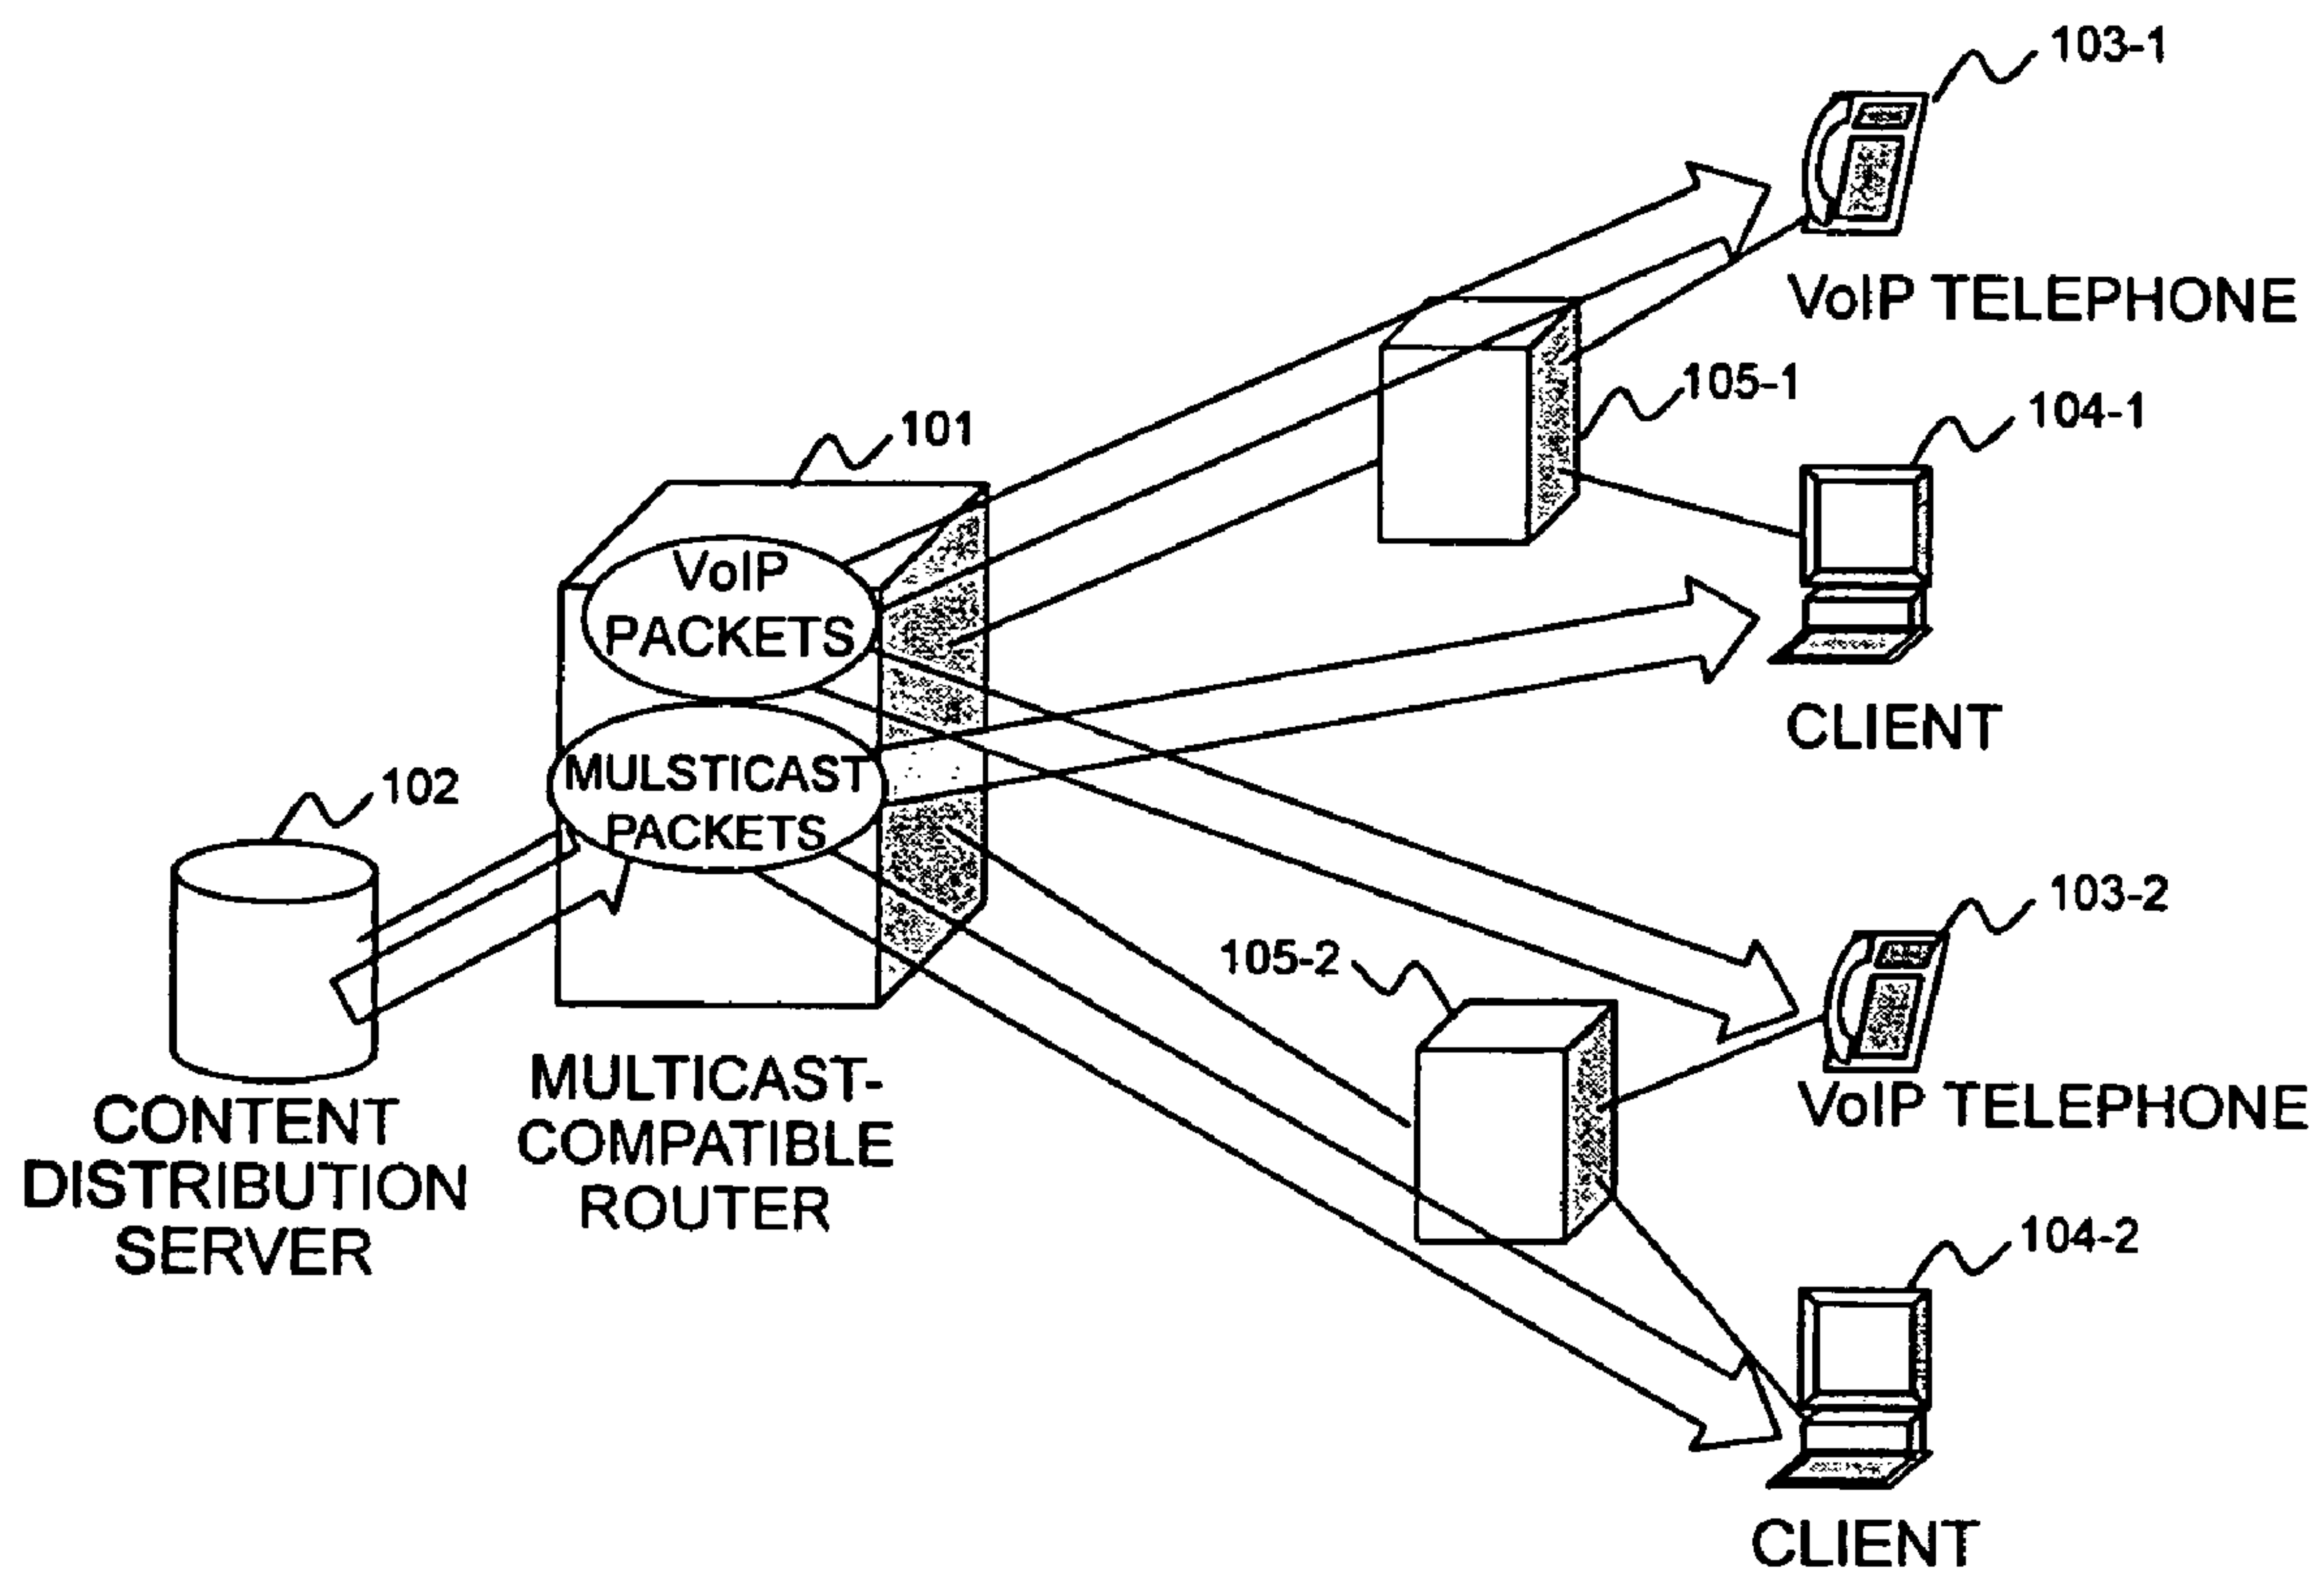 103-1
VoIP TELEPHONE
105-1
104-1
101
VoIP
PACKETS
CLIENT
MULSTICAST
PACKETS
102
103-2
105-2
VoIP TELEPHONE
MULTICAST-
COMPATIBLE
ROUTER
CONTENT
DISTRIBUTION
SERVER
104-2
CLIENT